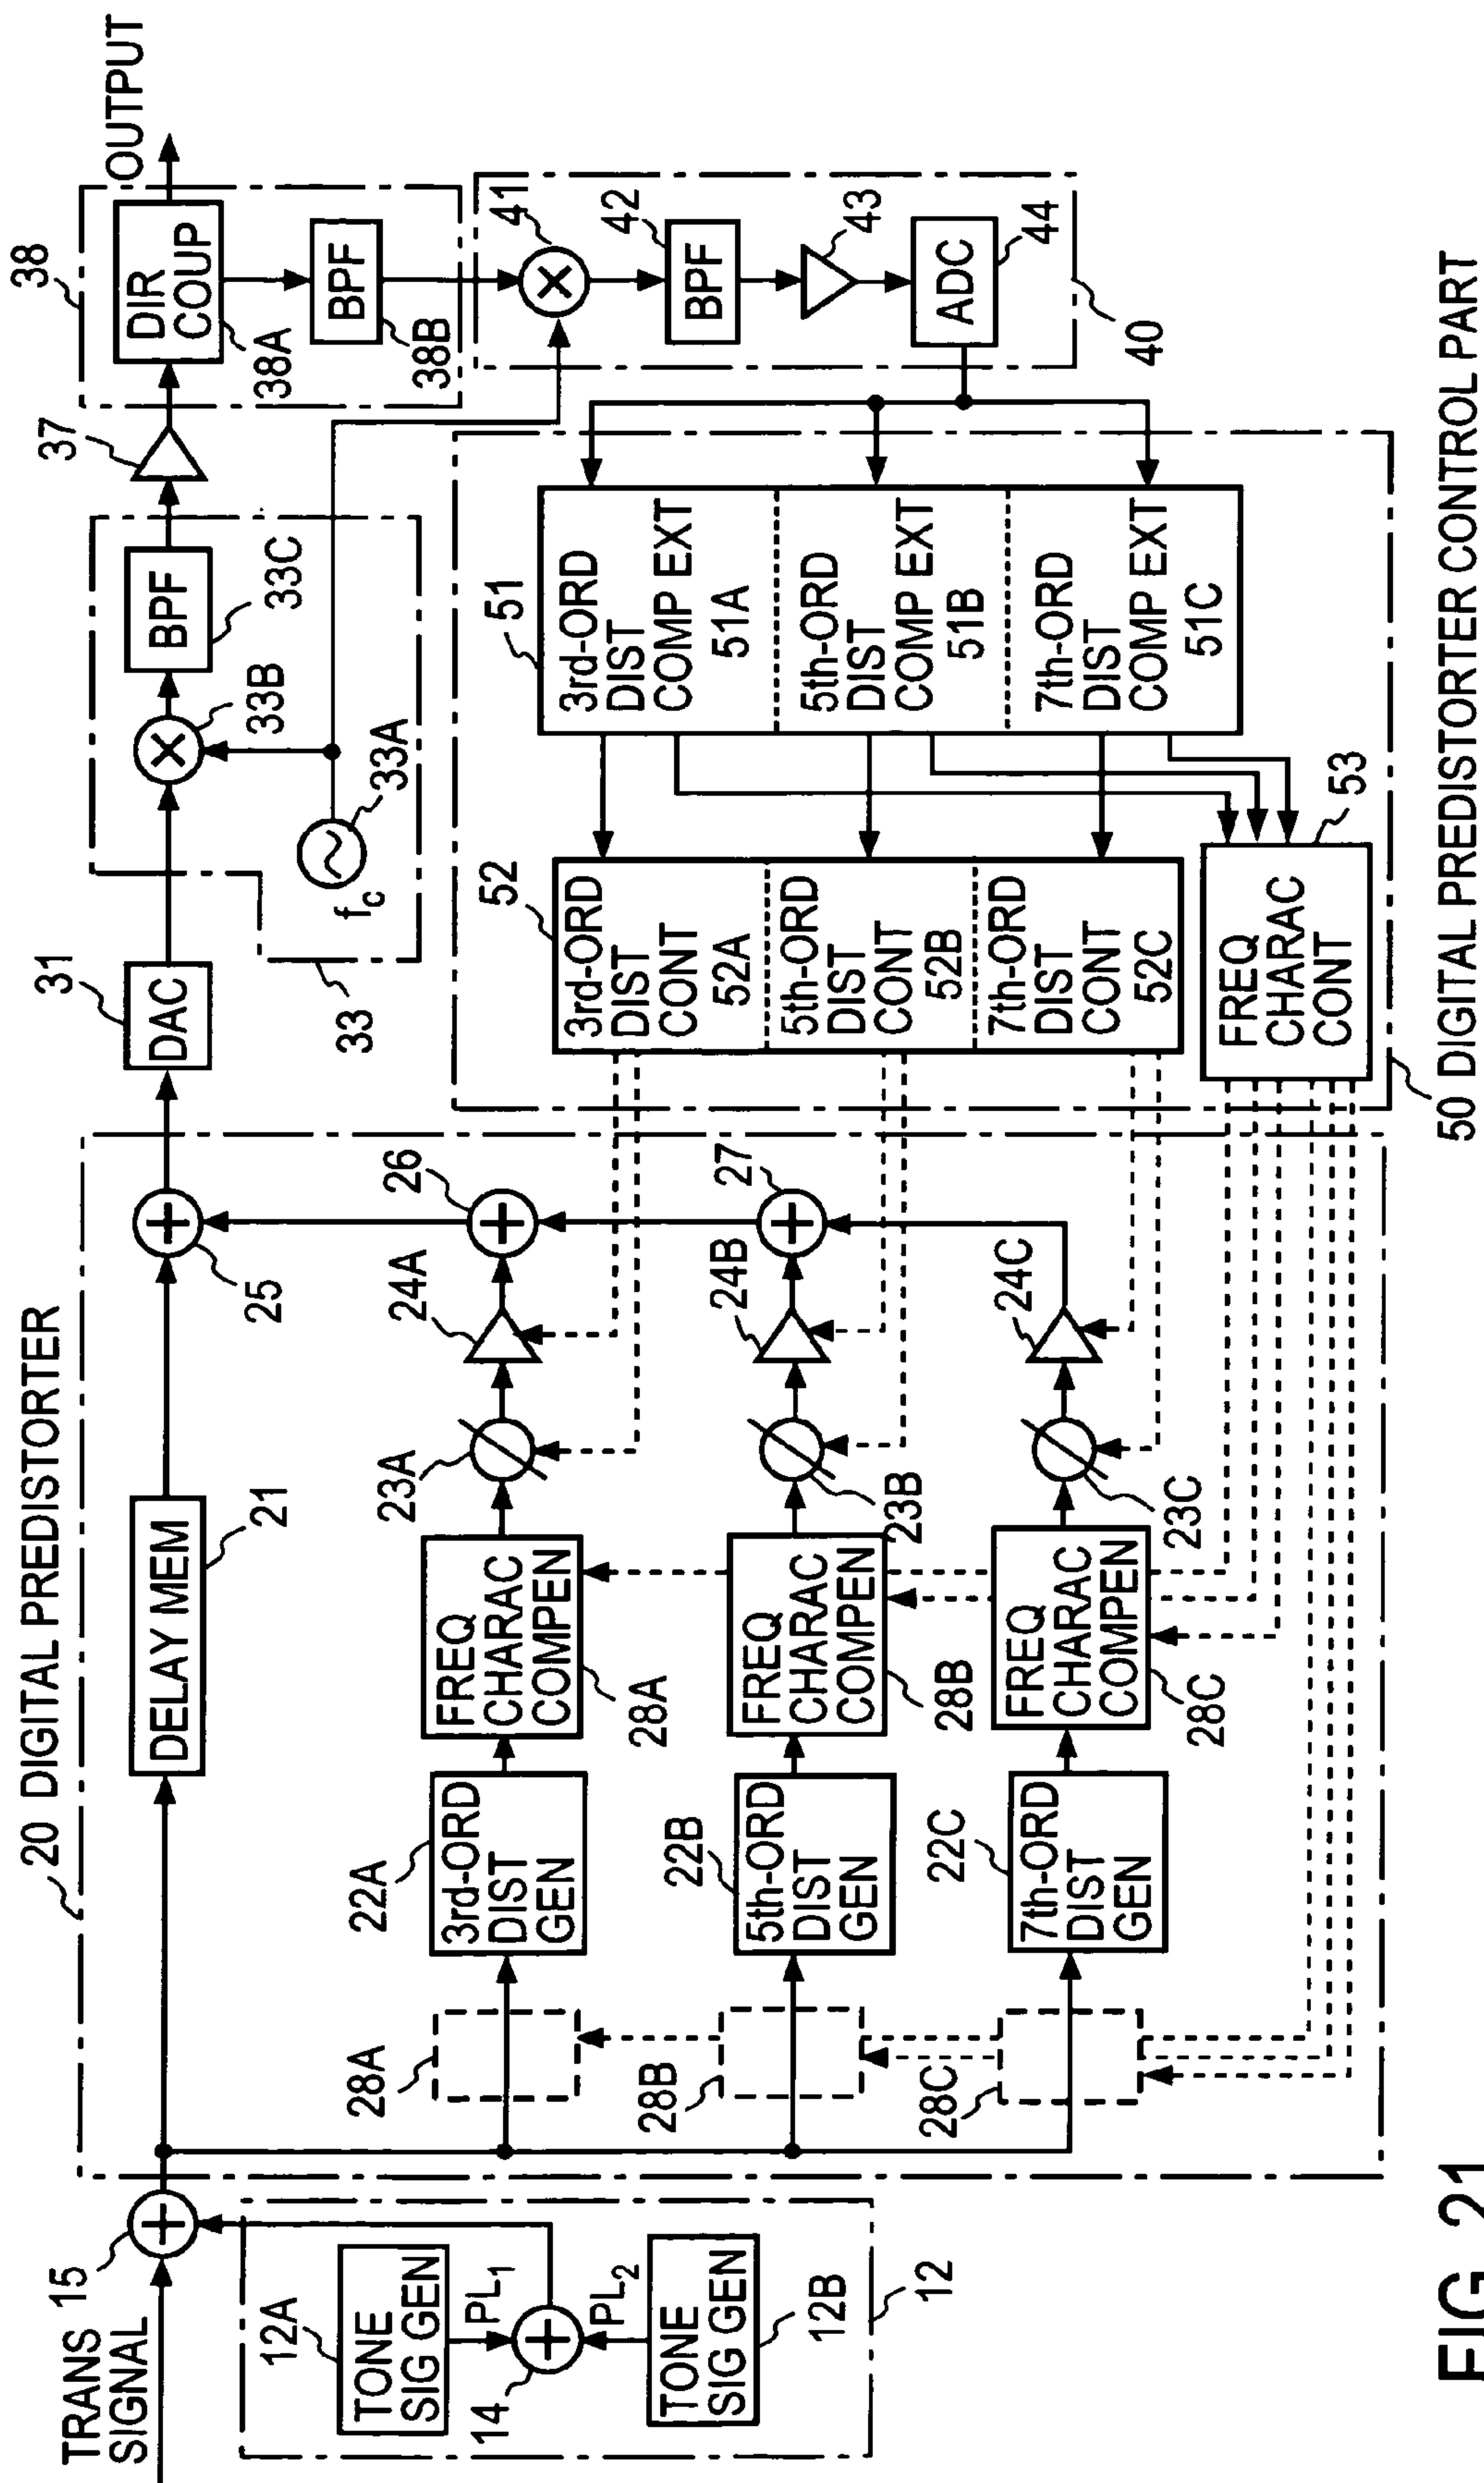 TRANS
SIGNAL
15
12A
TONE
SIG GEN
PL1
14
PL2
TONE
SIG GEN
12B
12
20 DIGITAL PREDISTORTER
DELAY MEM
21
25
28A
22A
3rd-ORD
DIST
GEN
FREQ
CHARAC
COMPEN
28A
23A
24A
26
28B
22B
5th-ORD
DIST
GEN
FREQ
CHARAC
COMPEN
28B
23B
24B
27
28C
22C
7th-ORD
DIST
GEN
FREQ
CHARAC
COMPEN
28C
23C
24C
31
DAC
33
fc
33A
33B
BPF
33C
37
38
DIR
COUP
38A
BPF
38B
OUTPUT
41
42
BPF
43
ADC
44
40
51
3rd-ORD
DIST
COMP EXT
51A
5th-ORD
DIST
COMP EXT
51B
7th-ORD
DIST
COMP EXT
51C
52
3rd-ORD
DIST
CONT
52A
5th-ORD
DIST
CONT
52B
7th-ORD
DIST
CONT
52C
FREQ
CHARAC
CONT
53
50 DIGITAL PREDISTORTER CONTROL PART
FIG. 21